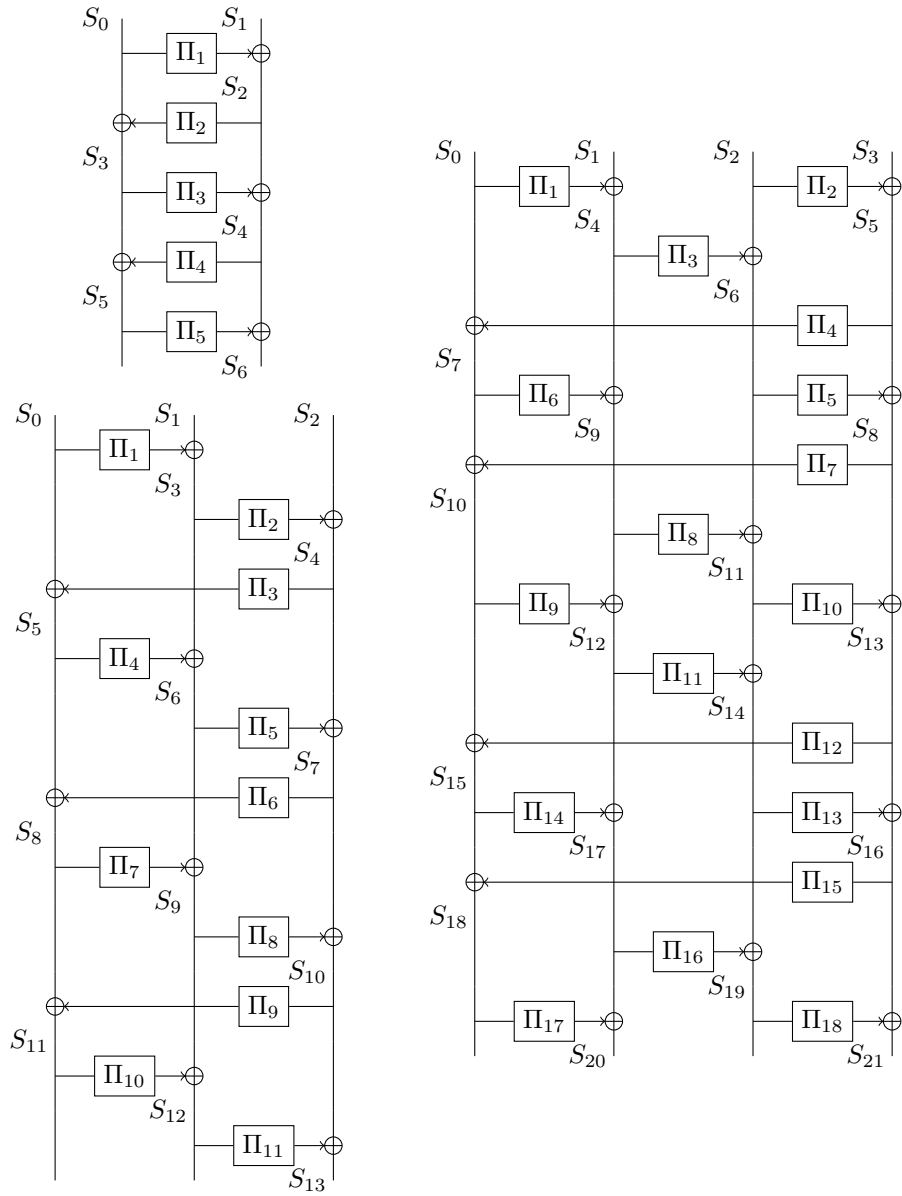 S₀ S₁
Π₁
S₂
Π₂
S₃
Π₃
S₄
Π₄
S₅
Π₅
S₆
S₀ S₁ S₂
Π₁
S₃
Π₂
S₄
Π₃
S₅
Π₄
S₆
Π₅
S₇
Π₆
S₈
Π₇
S₉
Π₈
S₁₀
Π₉
S₁₁
Π₁₀
S₁₂
Π₁₁
S₁₃
S₀ S₁ S₂ S₃
Π₁ Π₂
S₄ S₅
Π₃
S₆
Π₄
S₇
Π₆ Π₅
S₉ S₈
Π₇
S₁₀
Π₈
S₁₁
Π₉ Π₁₀
S₁₂ S₁₃
Π₁₁
S₁₄
Π₁₂
S₁₅
Π₁₄ Π₁₃
S₁₇ S₁₆
Π₁₅
S₁₈
Π₁₆
S₁₉
Π₁₇ Π₁₈
S₂₀ S₂₁